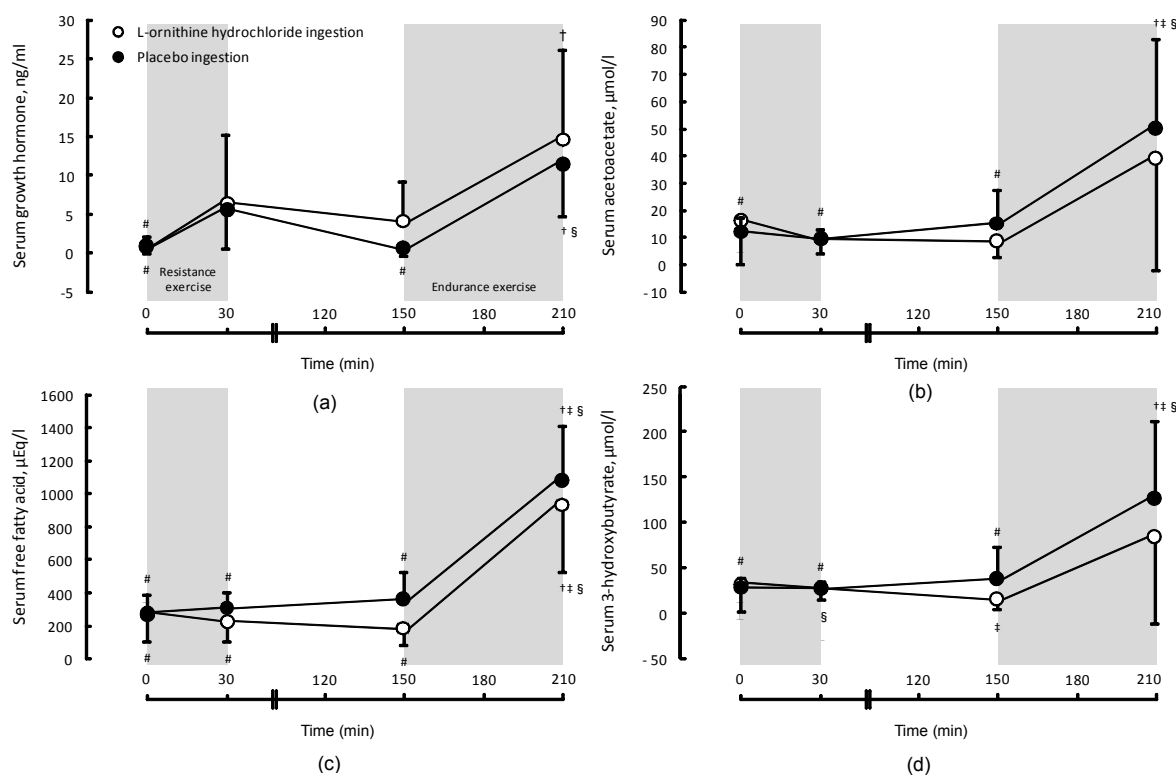 Serum growth hormone, ng/ml
30
25
20
15
10
5
0
-5
L-ornithine hydrochloride ingestion
Placebo ingestion
#
#
#
†
† §
Resistance
exercise
Endurance exercise
0 30 120 150 180 210
Time (min)
(a)
Serum acetoacetate, μmol/l
90
80
70
60
50
40
30
20
10
0
- 10
#
#
#
†‡ §
0 30 120 150 180 210
Time (min)
(b)
Serum free fatty acid, μEq/l
1600
1400
1200
1000
800
600
400
200
0
#
#
#
†‡ §
#
#
#
†‡ §
0 30 120 150 180 210
Time (min)
(c)
Serum 3-hydroxybutyrate, μmol/l
250
200
150
100
50
0
- 50
#
#
#
†‡ §
§
‡
0 30 120 150 180 210
Time (min)
(d)